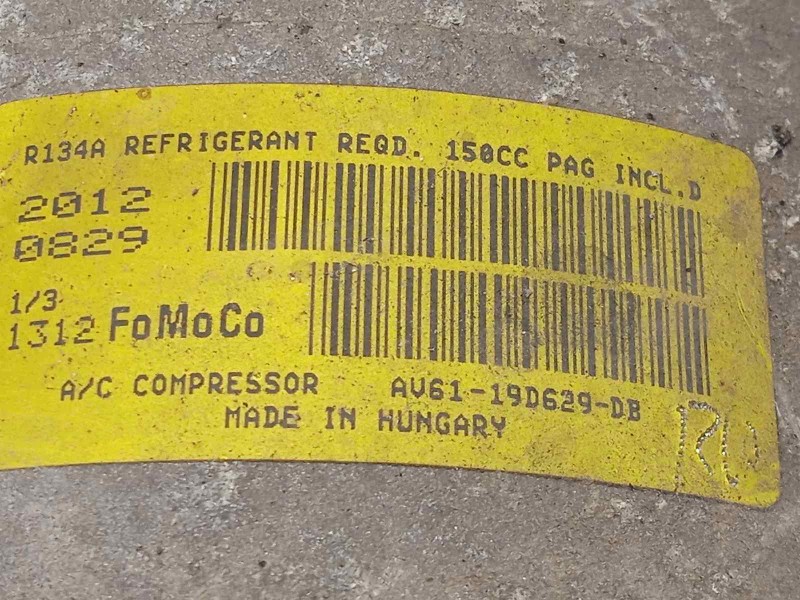 R134A REFRIGERANT REQD. 150CC PAG INCL.D
2012
0829
1/3
1312 FoMoCo
A/C COMPRESSOR AV61-19D629-DB
MADE IN HUNGARY